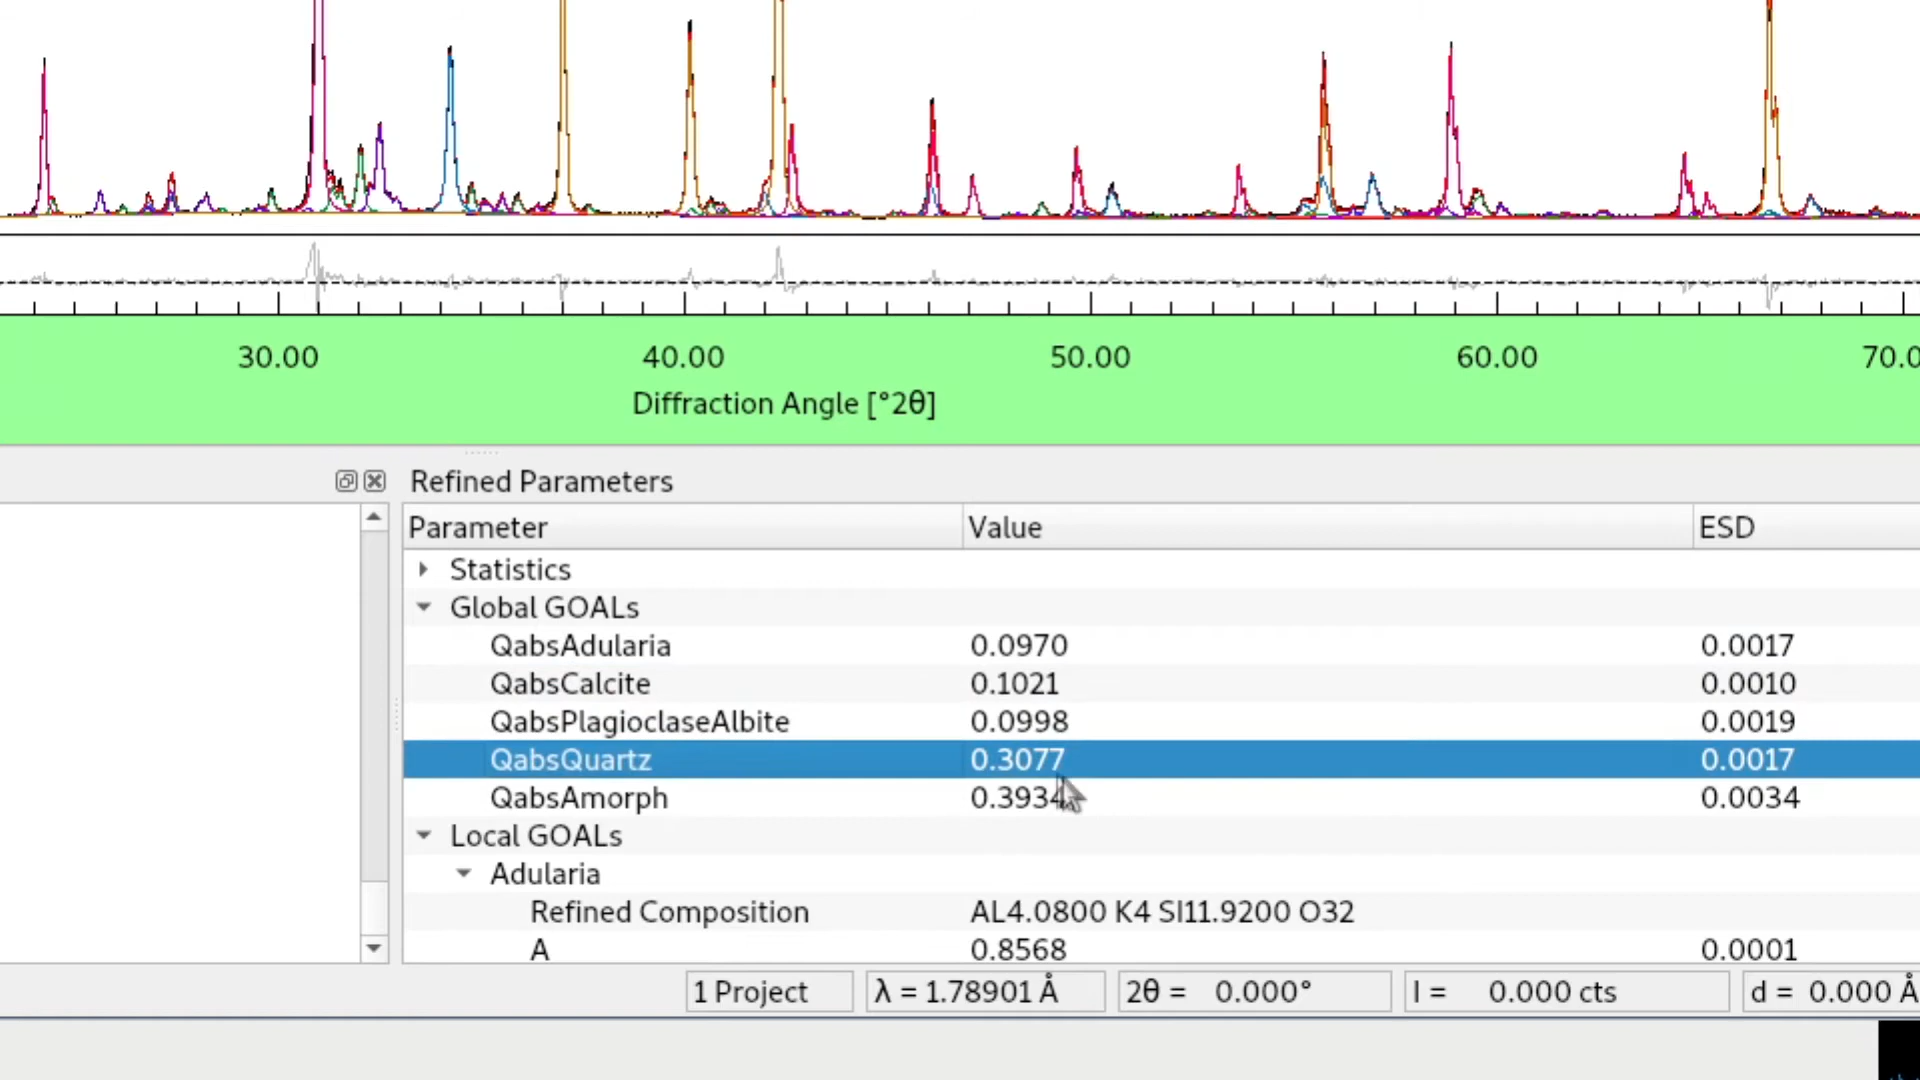 30.00 40.00 50.00 60.00 70.0
Diffraction Angle [°2θ]
Refined Parameters
Parameter Value ESD
Statistics
Global GOALs
QabsAdularia 0.0970 0.0017
QabsCalcite 0.1021 0.0010
QabsPlagioclaseAlbite 0.0998 0.0019
QabsQuartz 0.3077 0.0017
QabsAmorph 0.3934 0.0034
Local GOALs
Adularia
Refined Composition AL4.0800 K4 SI11.9200 O32
A 0.8568 0.0001
1 Project λ = 1.78901 Å 2θ = 0.000° I = 0.000 cts d = 0.000 Å